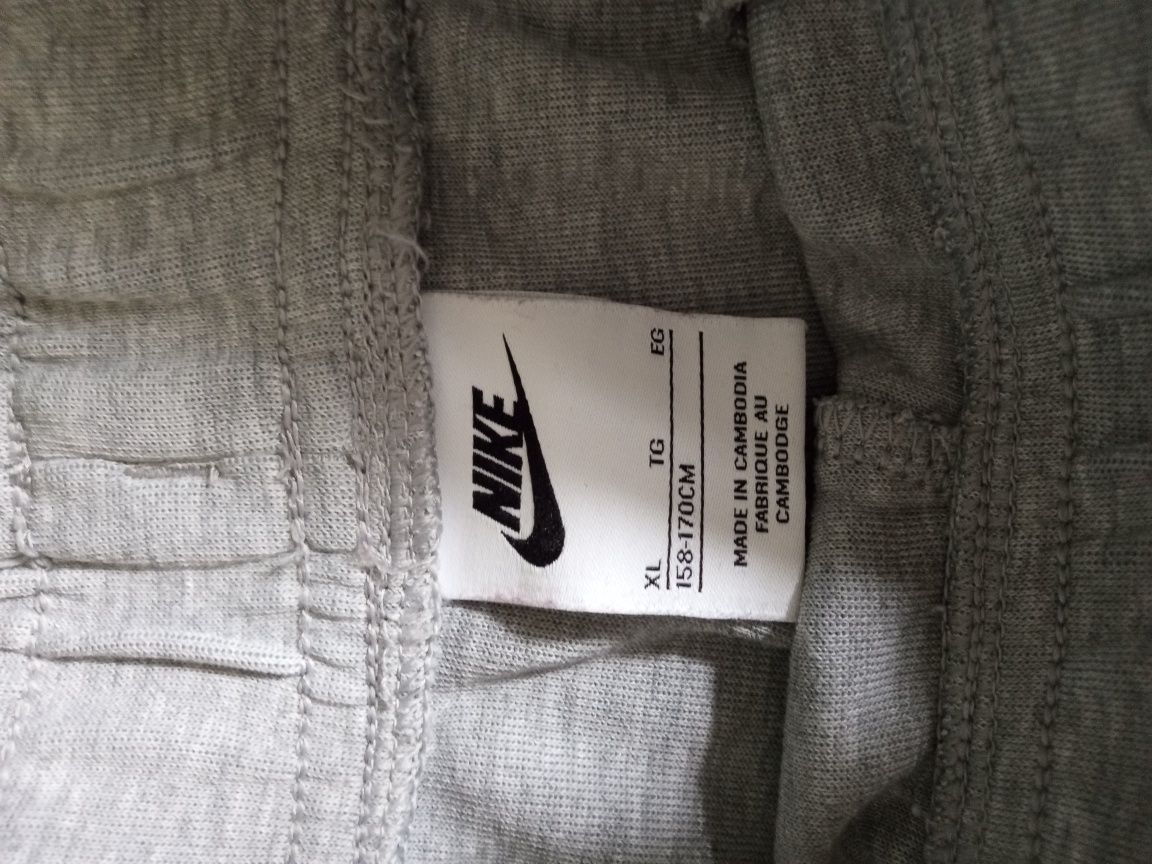 NIKE
XL TG EG
158-170CM
MADE IN CAMBODIA
FABRIQUE AU
CAMBODGE